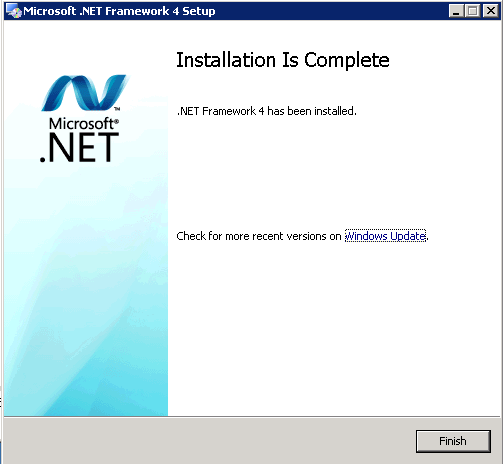 Microsoft .NET Framework 4 Setup
Installation Is Complete
Microsoft®
.NET
™
.NET Framework 4 has been installed.
Check for more recent versions on Windows Update.
Finish